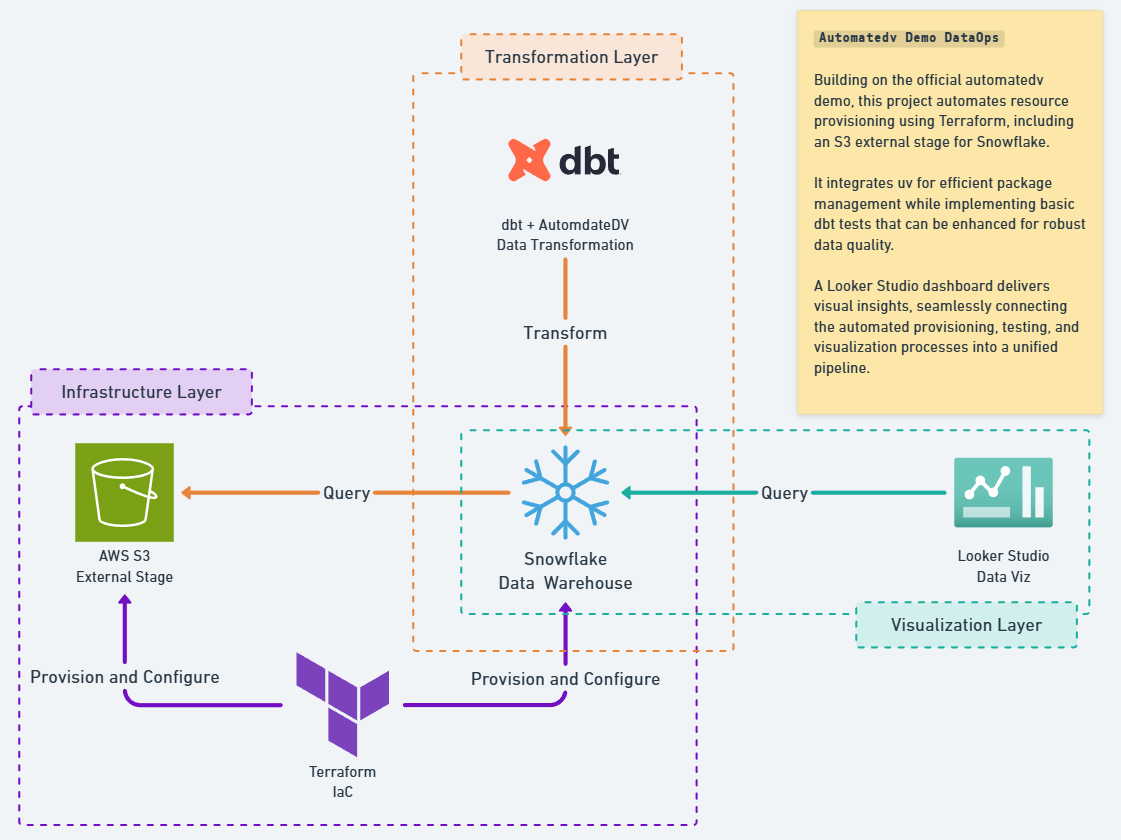 Automatedv Demo DataOps
Building on the official automatedv
demo, this project automates resource
provisioning using Terraform, including
an S3 external stage for Snowflake.
It integrates uv for efficient package
management while implementing basic
dbt tests that can be enhanced for robust
data quality.
A Looker Studio dashboard delivers
visual insights, seamlessly connecting
the automated provisioning, testing, and
visualization processes into a unified
pipeline.
Transformation Layer
dbt
dbt + AutomdateDV
Data Transformation
Transform
Infrastructure Layer
Query
Query
AWS S3
External Stage
Snowflake
Data Warehouse
Looker Studio
Data Viz
Visualization Layer
Provision and Configure
Provision and Configure
Terraform
IaC